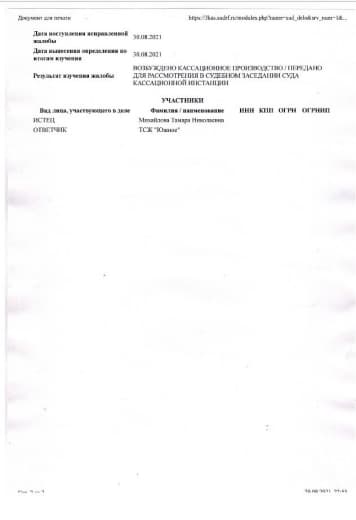 Документ для печати https://3kas.sudrf.ru/modules.php?name=sud_delo&srv_num=1&...
Дата поступления исправленной жалобы 30.08.2021
Дата вынесения определения по итогам изучения 30.08.2021
Результат изучения жалобы ВОЗБУЖДЕНО КАССАЦИОННОЕ ПРОИЗВОДСТВО / ПЕРЕДАНО
ДЛЯ РАССМОТРЕНИЯ В СУДЕБНОМ ЗАСЕДАНИИ СУДА
КАССАЦИОННОЙ ИНСТАНЦИИ
УЧАСТНИКИ
Вид лица, участвующего в деле Фамилия / наименование ИНН КПП ОГРН ОГРНИП
ИСТЕЦ Михайлова Тамара Николаевна
ОТВЕТЧИК ТСЖ "Южное"